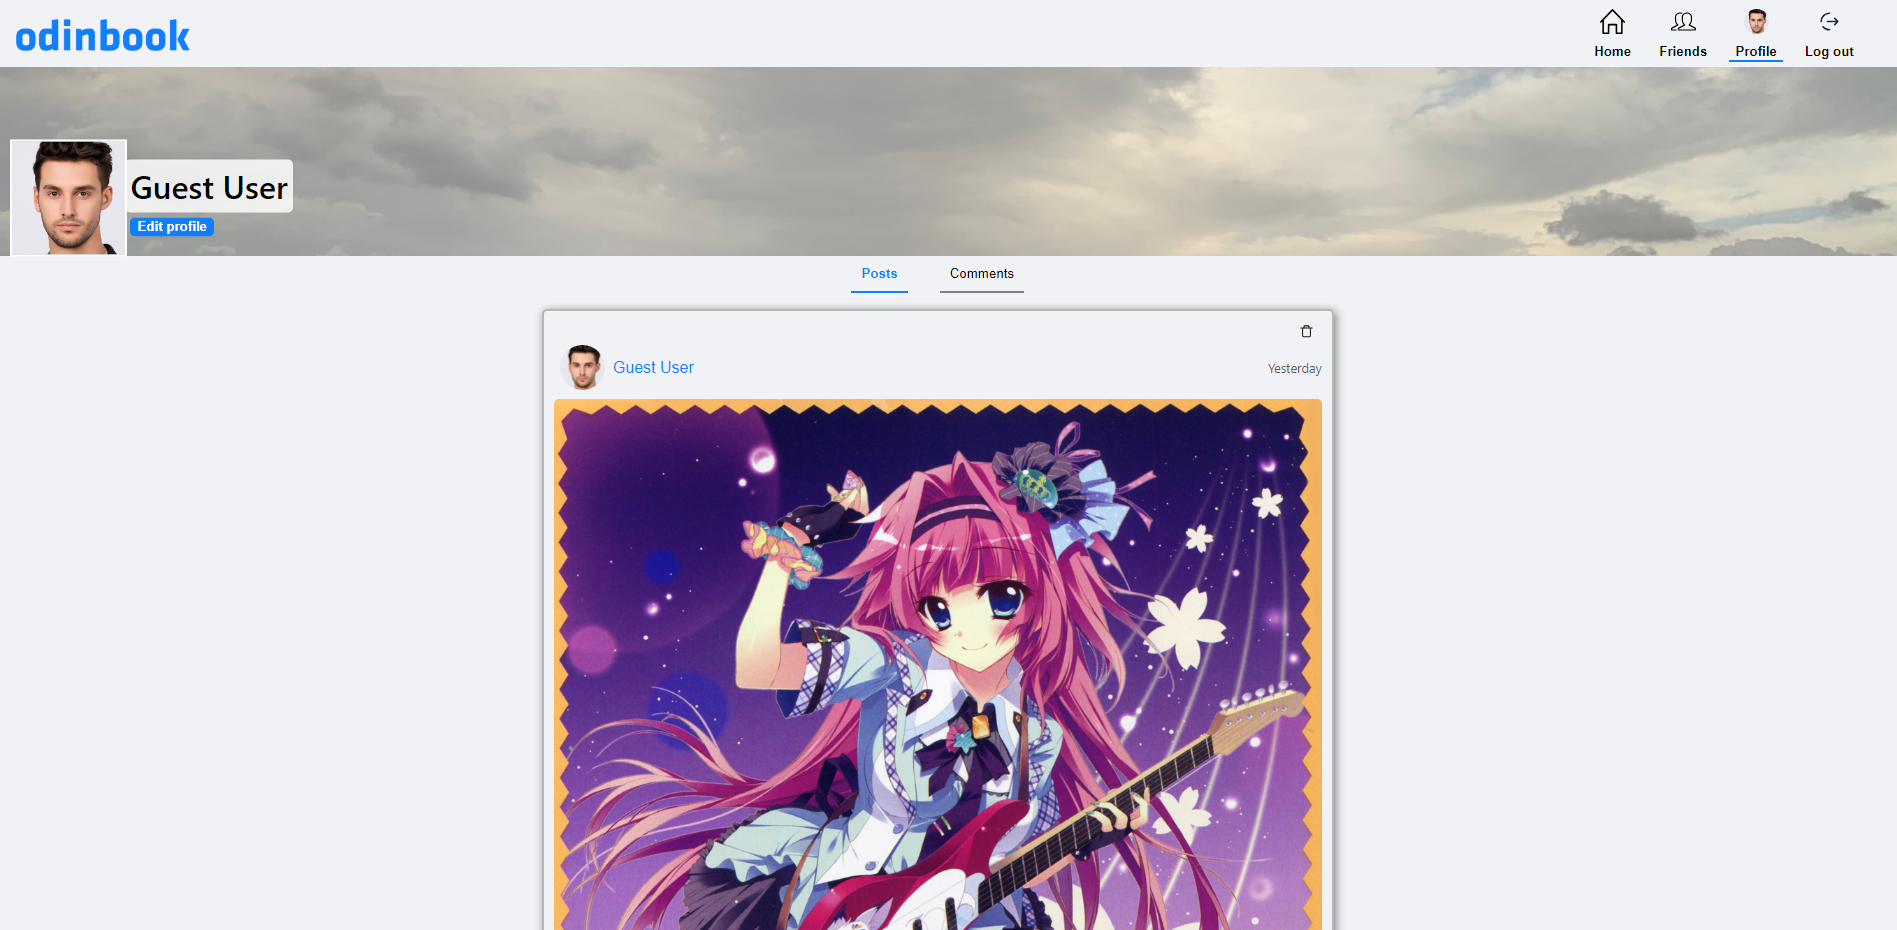 odinbook
Home
Friends
Profile
Log out
Guest User
Edit profile
Posts
Comments
Guest User
Yesterday